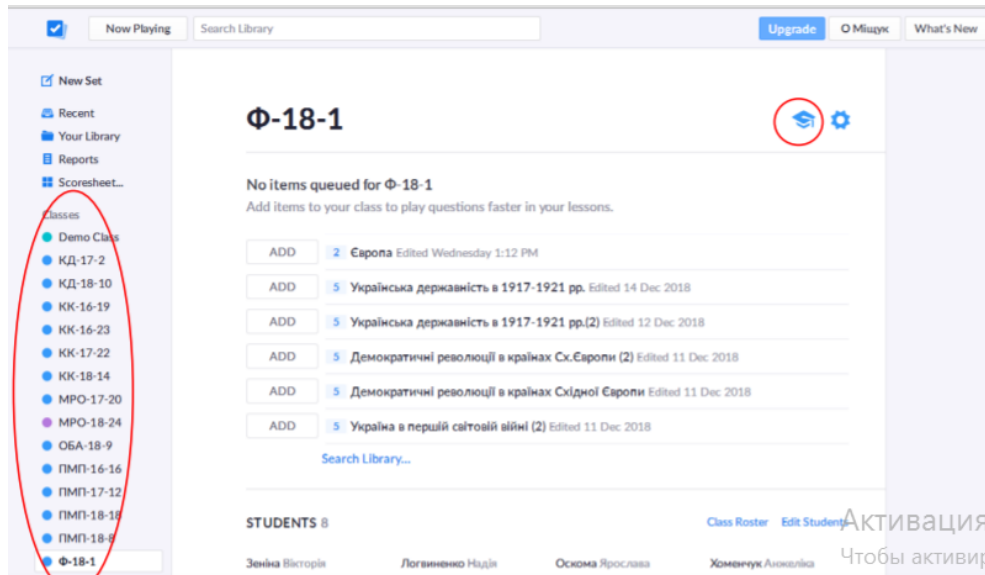 Now Playing Search Library Upgrade О Міщук What's New
New Set
Recent
Your Library
Reports
Scoresheet...
Classes
Demo Class
КД-17-2
КД-18-10
КК-16-19
КК-16-23
КК-17-22
КК-18-14
МРО-17-20
МРО-18-24
ОБА-18-9
ПМП-16-16
ПМП-17-12
ПМП-18-18
ПМП-18-8
Ф-18-1
Ф-18-1
No items queued for Ф-18-1
Add items to your class to play questions faster in your lessons.
ADD 2 Європа Edited Wednesday 1:12 PM
ADD 5 Українська державність в 1917-1921 рр. Edited 14 Dec 2018
ADD 5 Українська державність в 1917-1921 рр.(2) Edited 12 Dec 2018
ADD 5 Демократичні революції в країнах Сх.Європи (2) Edited 11 Dec 2018
ADD 5 Демократичні революції в країнах Східної Європи Edited 11 Dec 2018
ADD 5 Україна в першій світовій війні (2) Edited 11 Dec 2018
Search Library...
STUDENTS 8 Class Roster Edit Students
Зеніна Вікторія Логвиненко Надія Оскома Ярослава Хоменчук Анжеліка
Активация
Чтобы активир